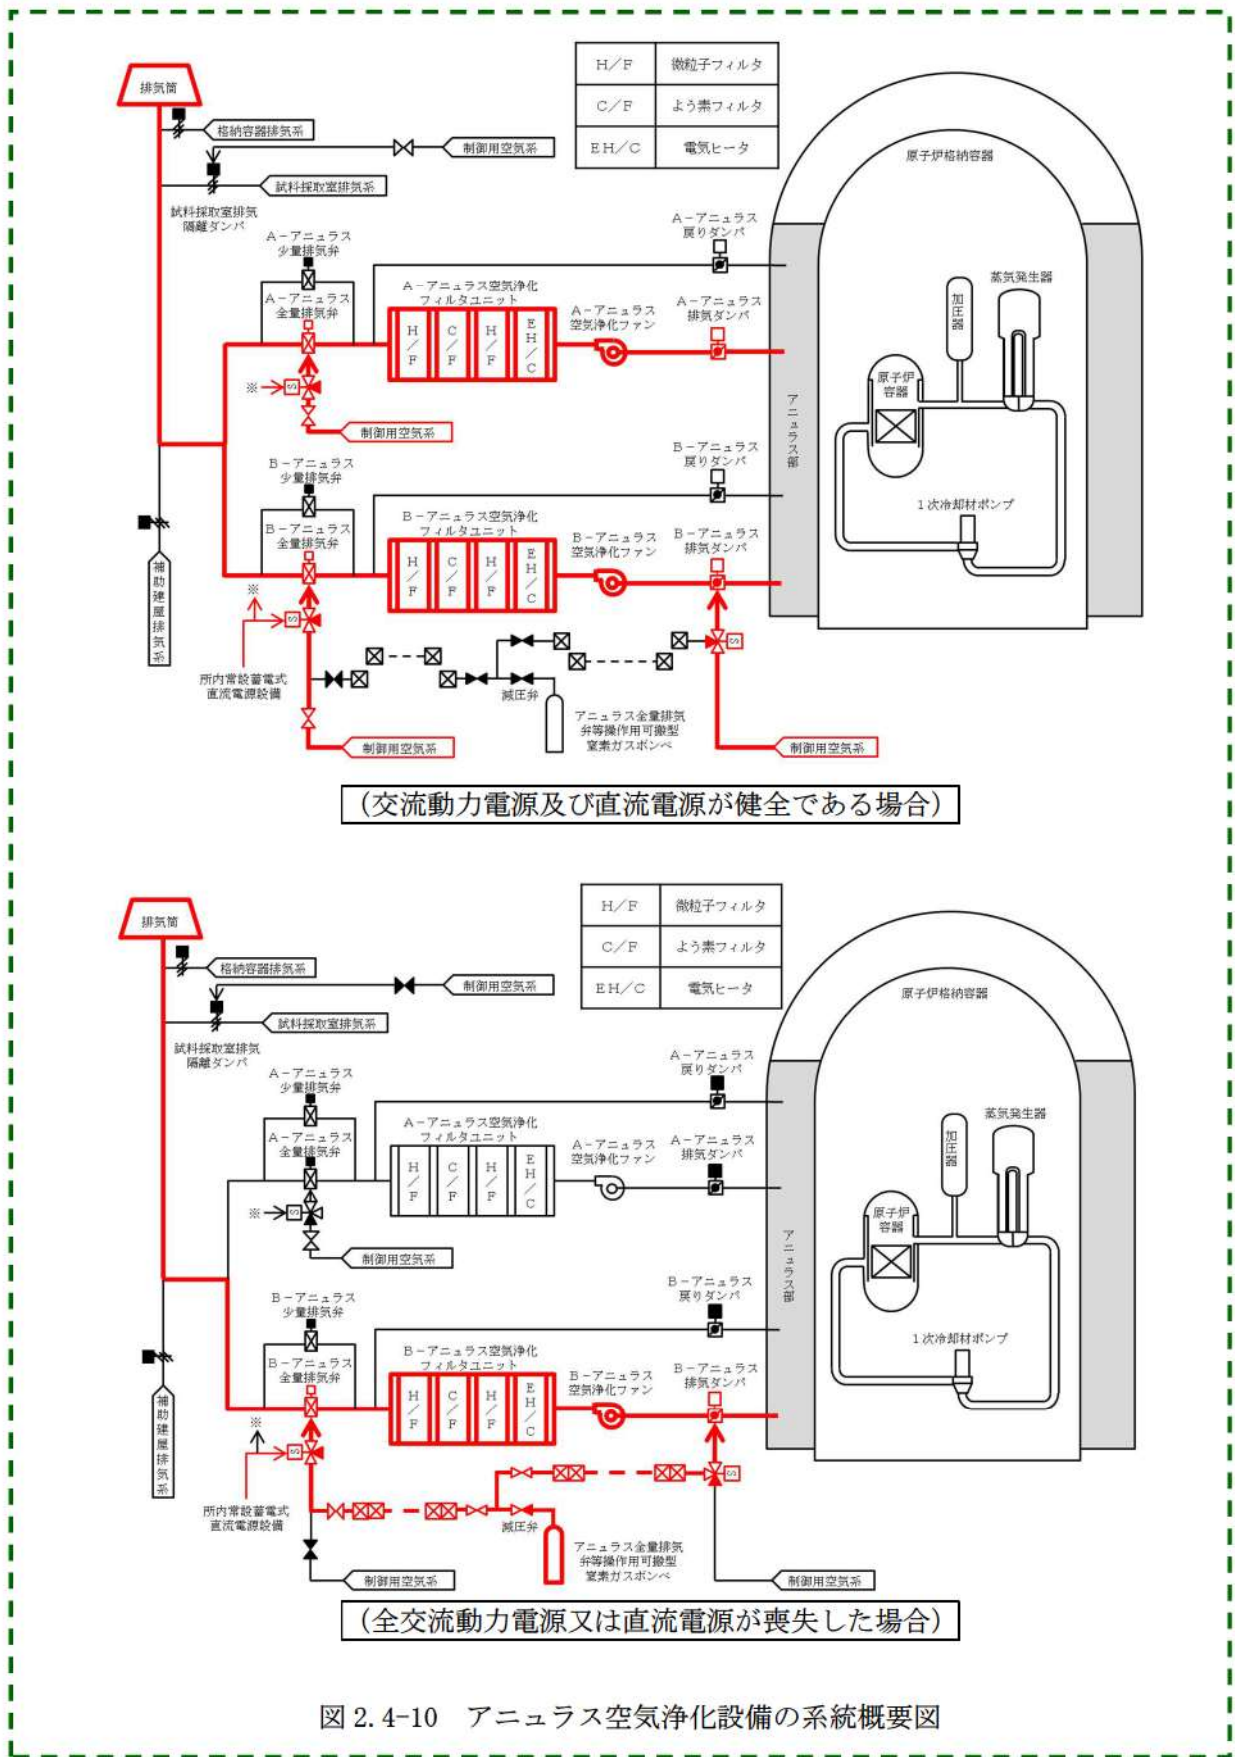 H／F 微粒子フィルタ
C／F よう素フィルタ
EH／C 電気ヒータ
排気筒
格納容器排気系
制御用空気系
試料採取室排気系
試料採取室排気
隔離ダンパ
原子炉格納容器
A－アニュラス
戻りダンパ
A－アニュラス
少量排気弁
A－アニュラス
全量排気弁
A－アニュラス空気浄化
フィルタユニット
H／F
C／F
H／F
EH／C
A－アニュラス
空気浄化ファン
A－アニュラス
排気ダンパ
加圧器
蒸気発生器
原子炉
容器
※
S
制御用空気系
アニュラス部
B－アニュラス
戻りダンパ
B－アニュラス
少量排気弁
B－アニュラス
全量排気弁
B－アニュラス空気浄化
フィルタユニット
H／F
C／F
H／F
EH／C
B－アニュラス
空気浄化ファン
B－アニュラス
排気ダンパ
1次冷却材ポンプ
補助建屋排気系
※
S
S
所内常設蓄電式
直流電源設備
減圧弁
アニュラス全量排気
弁等操作用可搬型
窒素ガスボンベ
制御用空気系
制御用空気系
（交流動力電源及び直流電源が健全である場合）
H／F 微粒子フィルタ
C／F よう素フィルタ
EH／C 電気ヒータ
排気筒
格納容器排気系
制御用空気系
試料採取室排気系
試料採取室排気
隔離ダンパ
原子炉格納容器
A－アニュラス
戻りダンパ
A－アニュラス
少量排気弁
A－アニュラス
全量排気弁
A－アニュラス空気浄化
フィルタユニット
H／F
C／F
H／F
EH／C
A－アニュラス
空気浄化ファン
A－アニュラス
排気ダンパ
加圧器
蒸気発生器
原子炉
容器
※
S
制御用空気系
アニュラス部
B－アニュラス
戻りダンパ
B－アニュラス
少量排気弁
B－アニュラス
全量排気弁
B－アニュラス空気浄化
フィルタユニット
H／F
C／F
H／F
EH／C
B－アニュラス
空気浄化ファン
B－アニュラス
排気ダンパ
1次冷却材ポンプ
補助建屋排気系
※
S
S
所内常設蓄電式
直流電源設備
減圧弁
アニュラス全量排気
弁等操作用可搬型
窒素ガスボンベ
制御用空気系
制御用空気系
（全交流動力電源又は直流電源が喪失した場合）
図 2.4-10　アニュラス空気浄化設備の系統概要図